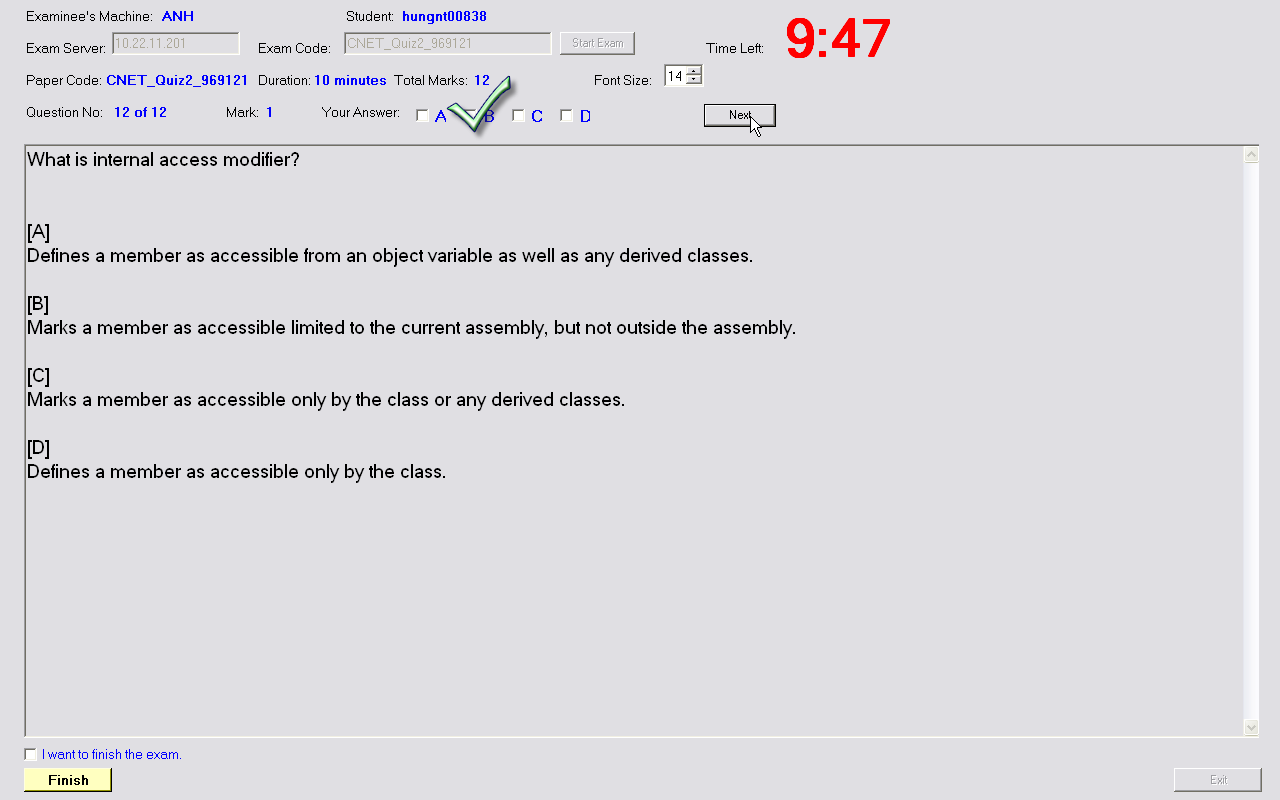 Examinee's Machine: ANH Student: hungnt00838
Exam Server: 10.22.11.201 Exam Code: CNET_Quiz2_969121 Start Exam Time Left: 9:47
Paper Code: CNET_Quiz2_969121 Duration: 10 minutes Total Marks: 12 Font Size: 14
Question No: 12 of 12 Mark: 1 Your Answer: A B C D Next
What is internal access modifier?
[A]
Defines a member as accessible from an object variable as well as any derived classes.
[B]
Marks a member as accessible limited to the current assembly, but not outside the assembly.
[C]
Marks a member as accessible only by the class or any derived classes.
[D]
Defines a member as accessible only by the class.
I want to finish the exam.
Finish Exit